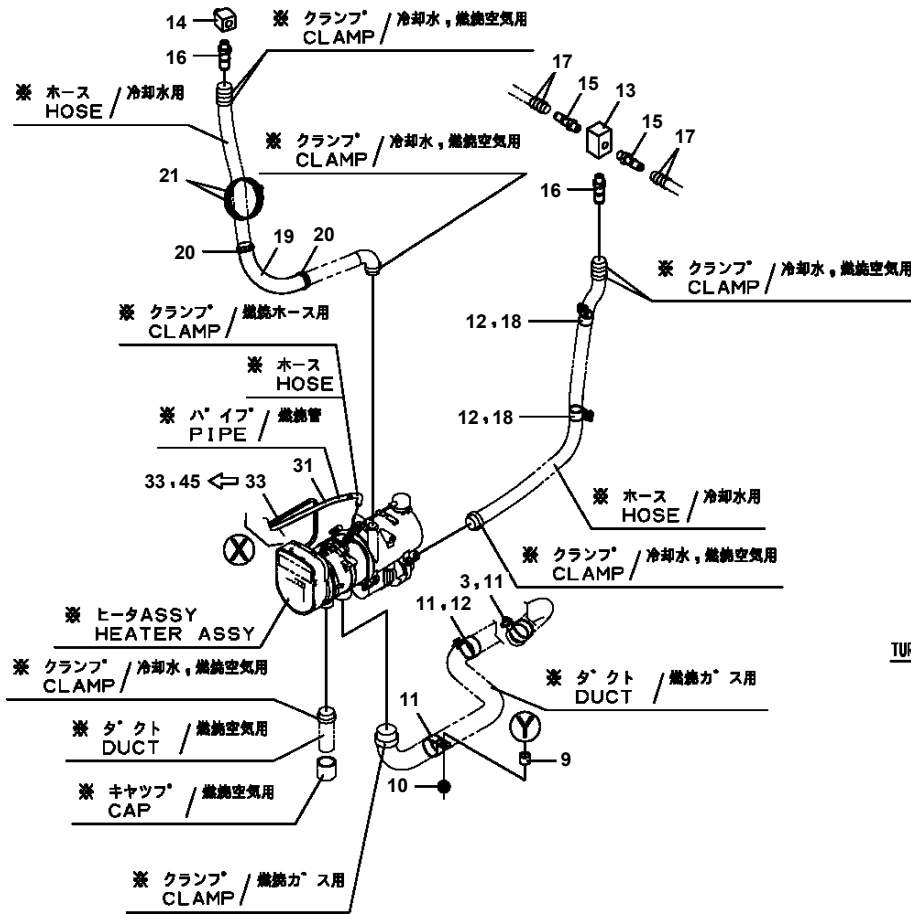 14
※ クランプ / 冷却水，燃焼空気用
CLAMP
16
※ ホース / 冷却水用
HOSE
17
15
13
※ クランプ / 冷却水，燃焼空気用
CLAMP
15
17
21
16
20
19
20
※ クランプ / 冷却水，燃焼空気用
CLAMP
※ クランプ / 燃焼ホース用
CLAMP
12,18
※ ホース
HOSE
※ パイプ / 燃焼管
PIPE
12,18
33,45
33
31
※ ホース / 冷却水用
HOSE
X
※ クランプ / 冷却水，燃焼空気用
CLAMP
3,11
11,12
※ ヒータASSY
HEATER ASSY
※ クランプ / 冷却水，燃焼空気用
CLAMP
※ ダクト / 燃焼ガス用
DUCT
TUR
11
※ ダクト / 燃焼空気用
DUCT
Y
9
10
※ キャップ / 燃焼空気用
CAP
※ クランプ / 燃焼ガス用
CLAMP